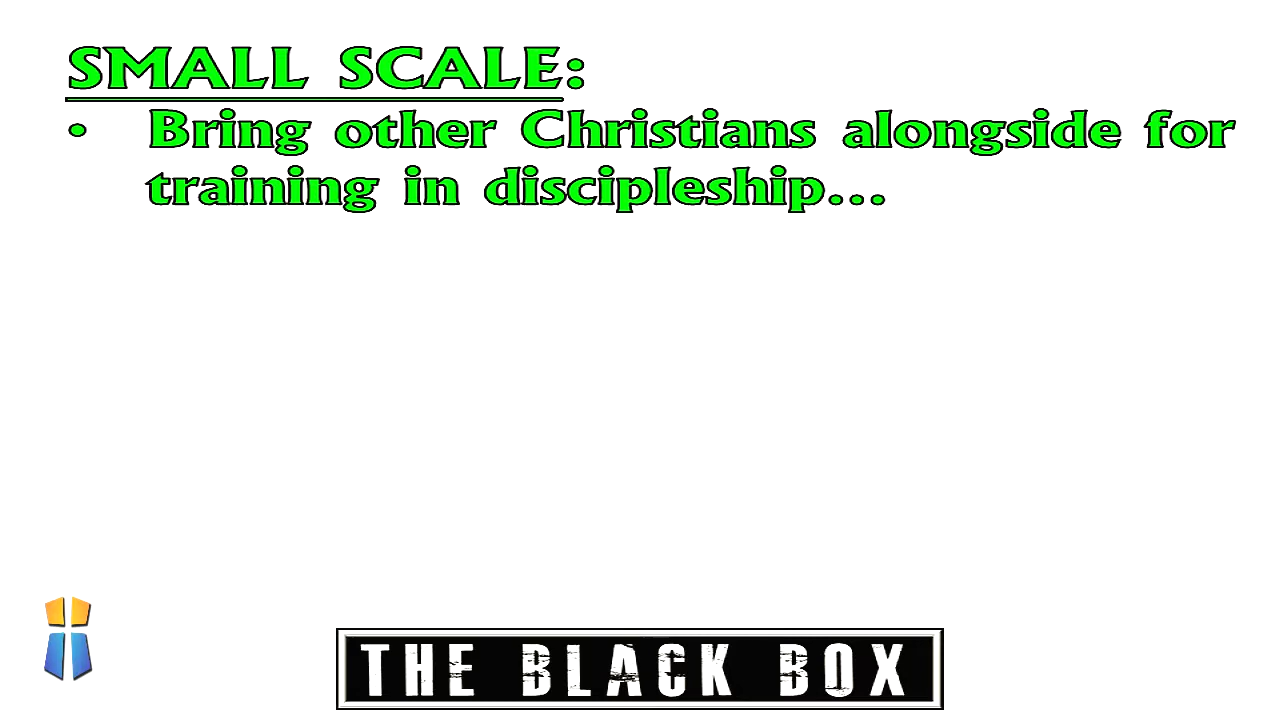 SMALL SCALE:
• Bring other Christians alongside for
training in discipleship...
THE BLACK BOX